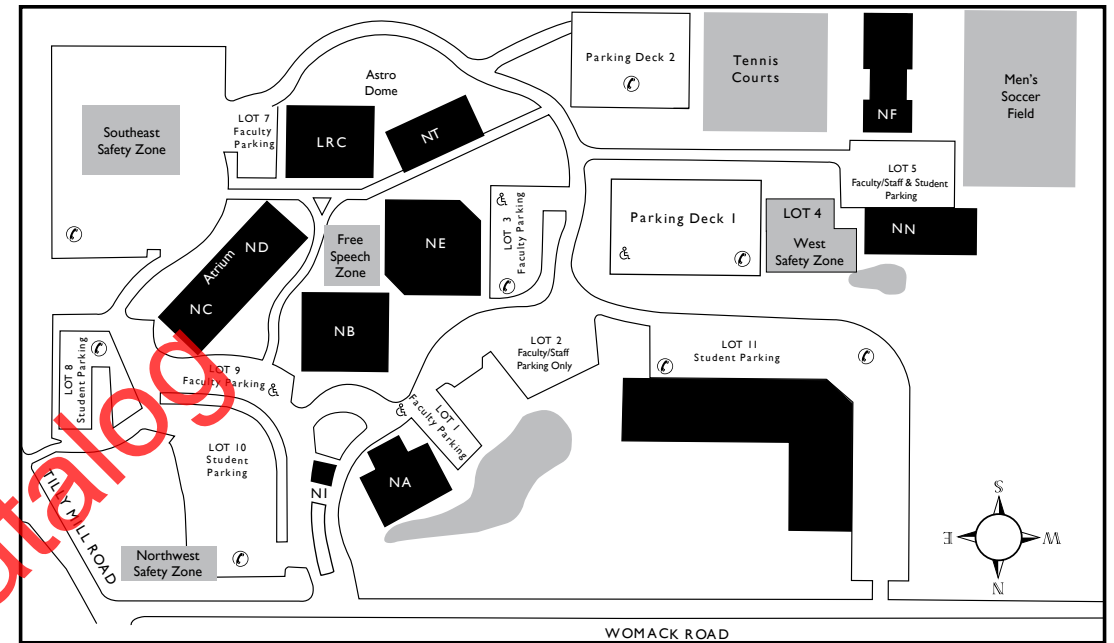 Parking Deck 2
Tennis
Courts
NF
Men's
Soccer
Field
Astro
Dome
LOT 7
Faculty
Parking
Southeast
Safety Zone
LRC
NT
LOT 5
Faculty/Staff & Student
Parking
LOT 3
Faculty Parking
Parking Deck 1
LOT 4
West
Safety Zone
NN
ND
Atrium
NC
Free
Speech
Zone
NE
NB
LOT 2
Faculty/Staff
Parking Only
LOT 11
Student Parking
LOT 8
Student Parking
LOT 9
Faculty Parking
LOT 1
Faculty Parking
LOT 10
Student
Parking
NI
NA
TILLY MILL ROAD
Northwest
Safety Zone
S
E
W
N
WOMACK ROAD
atalog